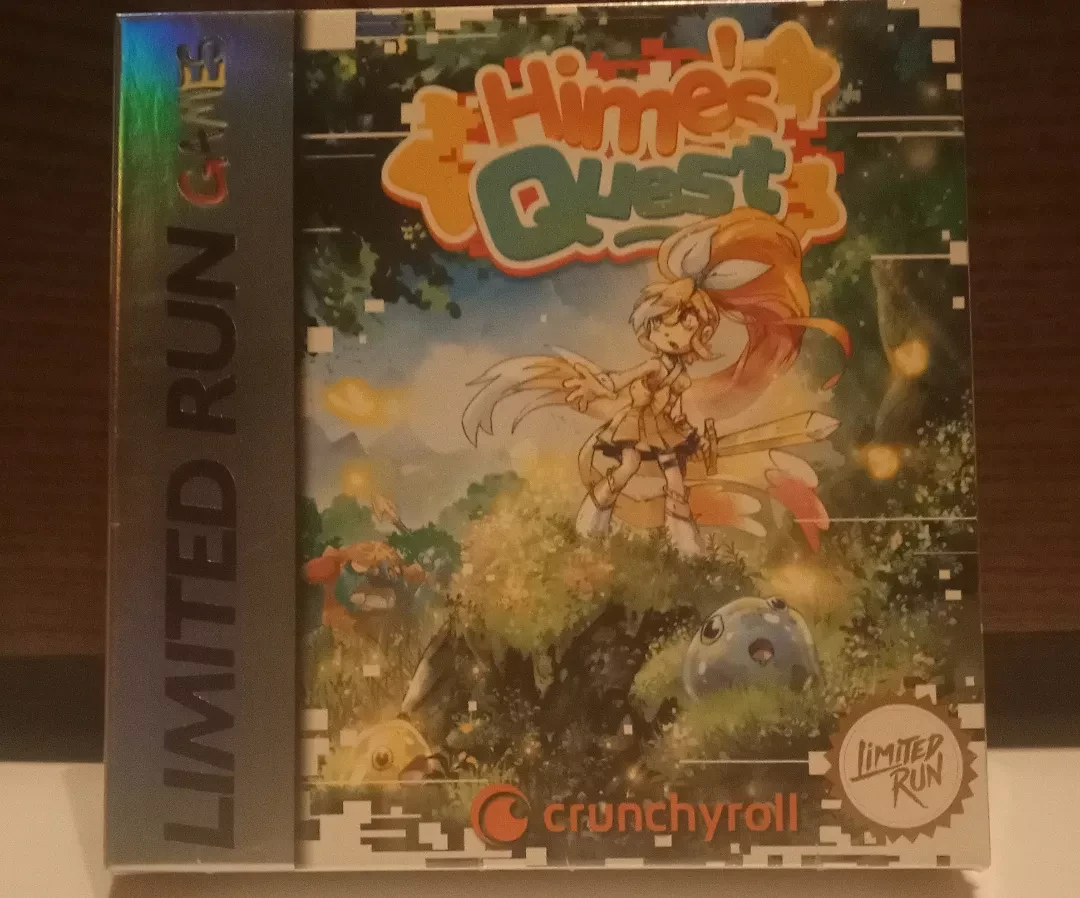 LIMITED RUN GAMES
Hime's
Quest
crunchyroll
LIMITED
RUN